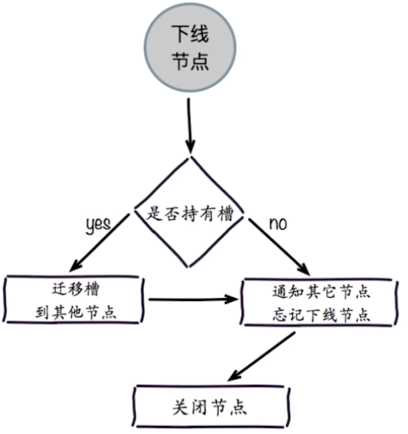 下线
节点
是否持有槽
yes
no
迁移槽
到其他节点
通知其它节点
忘记下线节点
关闭节点